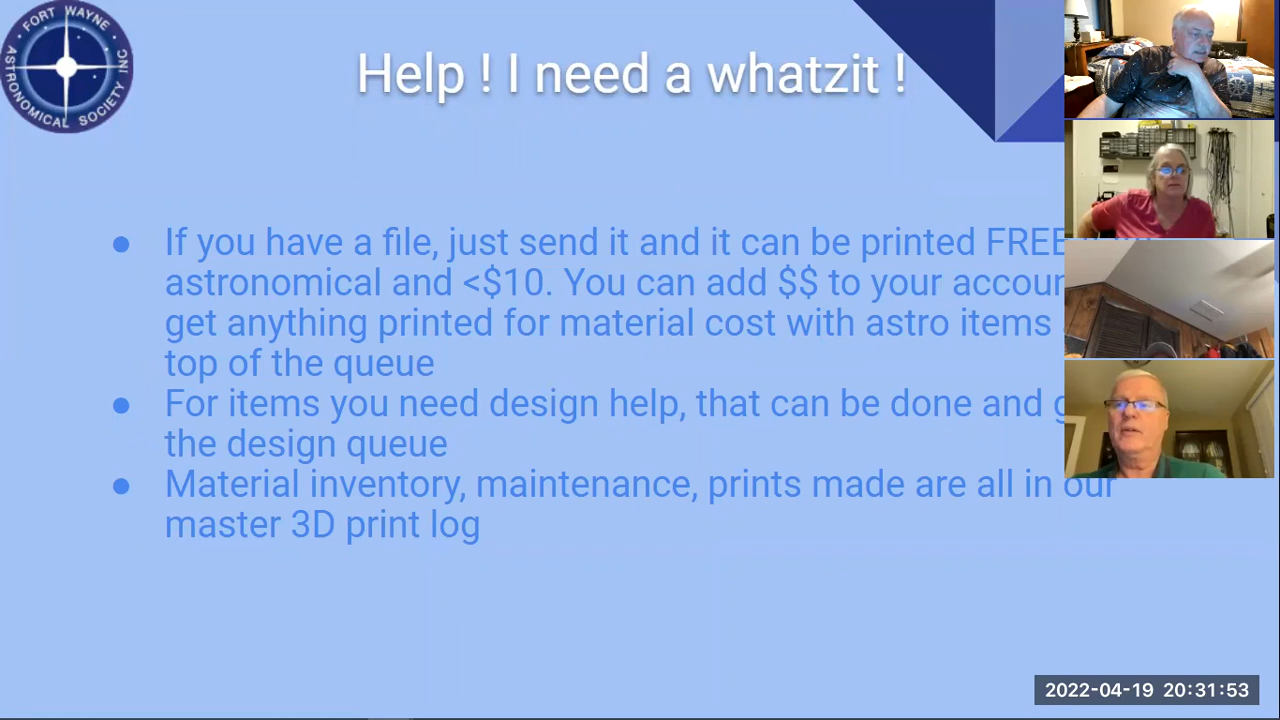 FORT WAYNE
ASTRONOMICAL SOCIETY INC
Help ! I need a whatzit !
● If you have a file, just send it and it can be printed FREE
astronomical and <$10. You can add $$ to your
get anything printed for material cost with astro items
top of the queue
● For items you need design help, that can be done and
the design queue
● Material inventory, maintenance, prints made are all in our
master 3D print log
2022-04-19 20:31:53